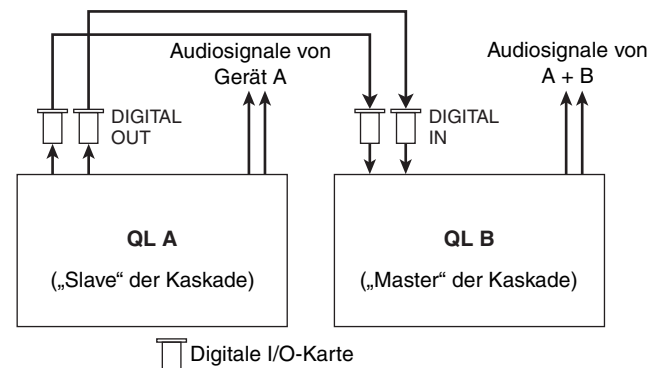 Audiosignale von
Gerät A
Audiosignale von
A + B
DIGITAL
OUT
DIGITAL
IN
QL A
(„Slave“ der Kaskade)
QL B
(„Master“ der Kaskade)
Digitale I/O-Karte